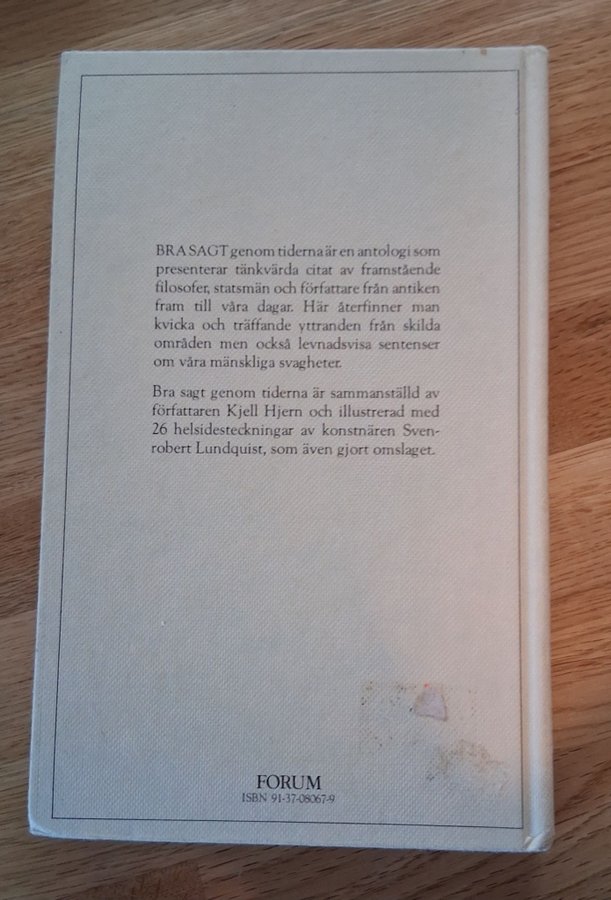 BRA SAGT genom tiderna är en antologi som
presenterar tänkvärda citat av framstående
filosofer, statsmän och författare från antiken
fram till våra dagar. Här återfinner man
kvicka och träffande yttranden från skilda
områden men också levnadsvisa sentenser
om våra mänskliga svagheter.
Bra sagt genom tiderna är sammanställd av
författaren Kjell Hjern och illustrerad med
26 helsidesteckningar av konstnären Sven-
robert Lundquist, som även gjort omslaget.
FORUM
ISBN 91-37-08067-9